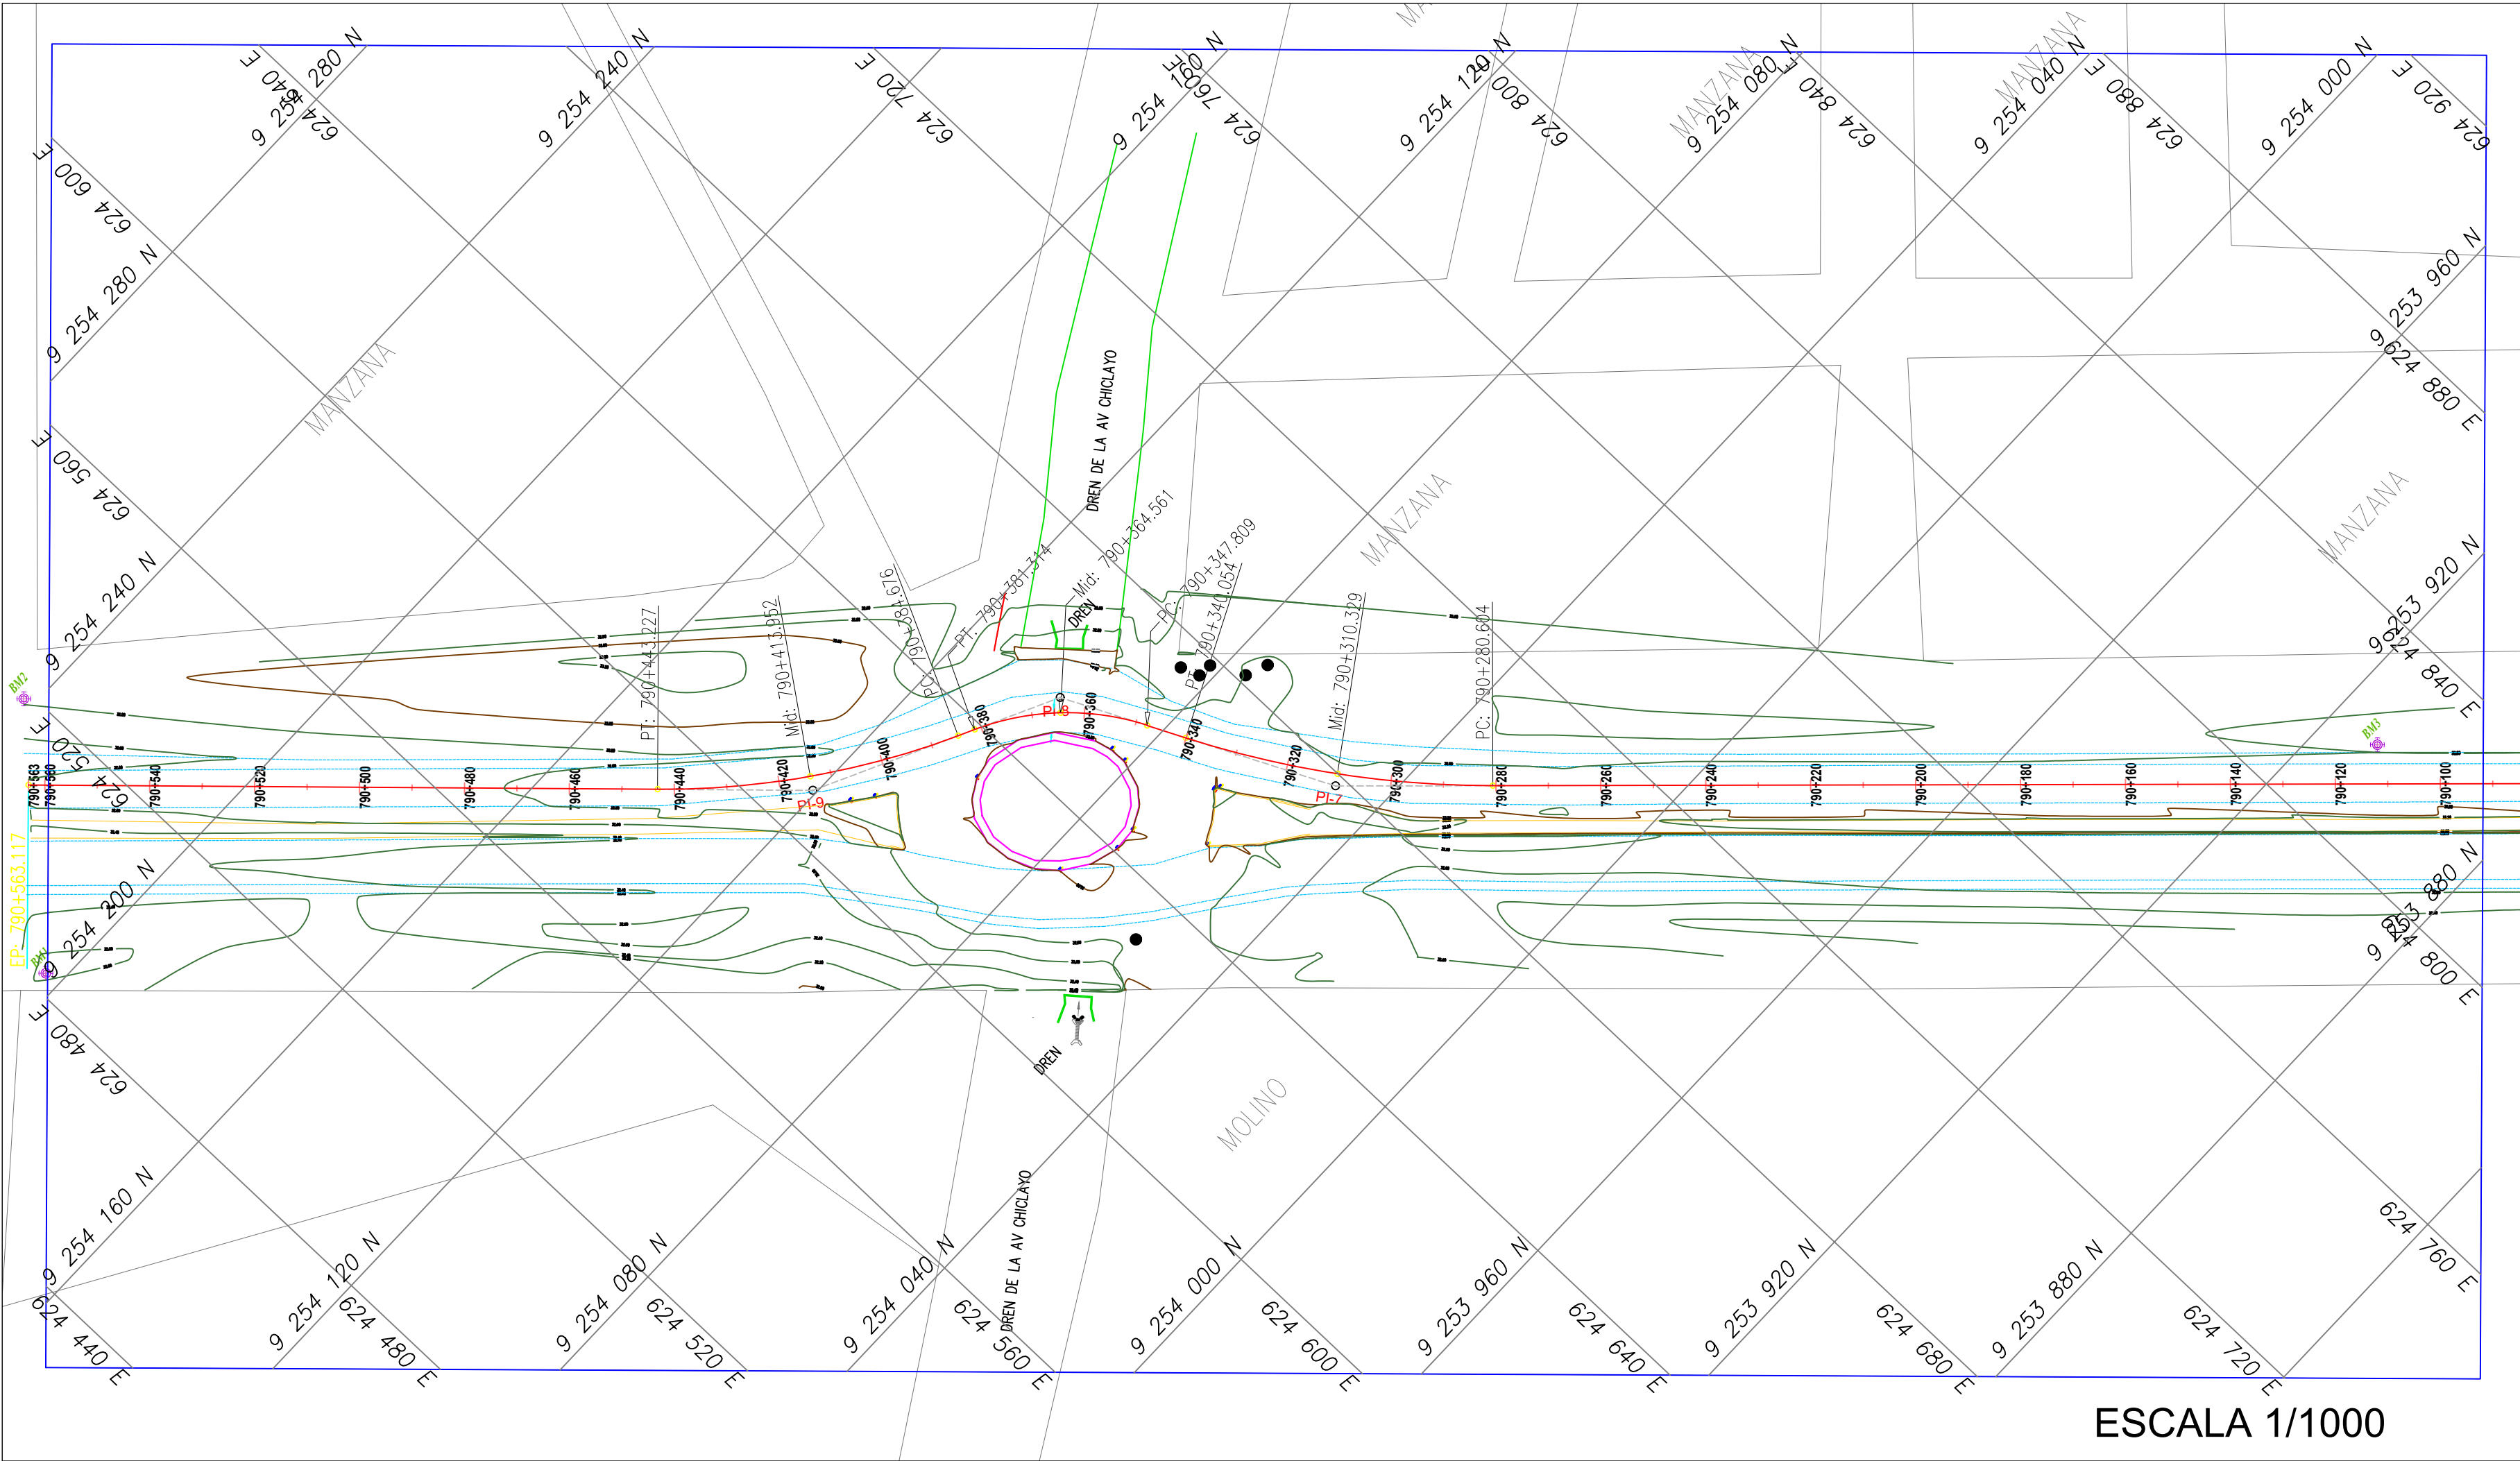 624 640 E
9 254 280 N
9 254 240 N
624 720 E
9 254 160 N
624 760 E
9 254 120 N
624 800 E
MANZANA
9 254 080 N
624 840 E
MANZANA
9 254 040 N
624 880 E
9 254 000 N
624 920 E
624 600 E
9 254 280 N
MANZANA
9 253 960 N
9 624 880 E
624 560 E
DREN DE LA AV CHICLAYO
MANZANA
MANZANA
9 254 240 N
9 253 920 N
624 840 E
PT: 790+443.227
Mid: 790+413.952
PC: 790+384.676
PT: 790+381.314
Mid: 790+364.561
DREN
PC: 790+347.809
PT: 790+340.054
Mid: 790+310.329
PC: 790+280.604
BM2
BM3
PI-8
PI-9
PI-7
624 520 E
790+563
790+560
790+540
790+520
790+500
790+480
790+460
790+440
790+420
790+400
790+380
790+360
790+340
790+320
790+300
790+280
790+260
790+240
790+220
790+200
790+180
790+160
790+140
790+120
790+100
EP: 790+563.117
BM1
9 254 200 N
9 253 880 N
624 800 E
624 480 E
DREN
MOLINO
DREN DE LA AV CHICLAYO
9 254 160 N
624 760 E
624 440 E
9 254 120 N
624 480 E
9 254 080 N
624 520 E
9 254 040 N
624 560 E
9 254 000 N
624 600 E
9 253 960 N
624 640 E
9 253 920 N
624 680 E
9 253 880 N
624 720 E
ESCALA 1/1000